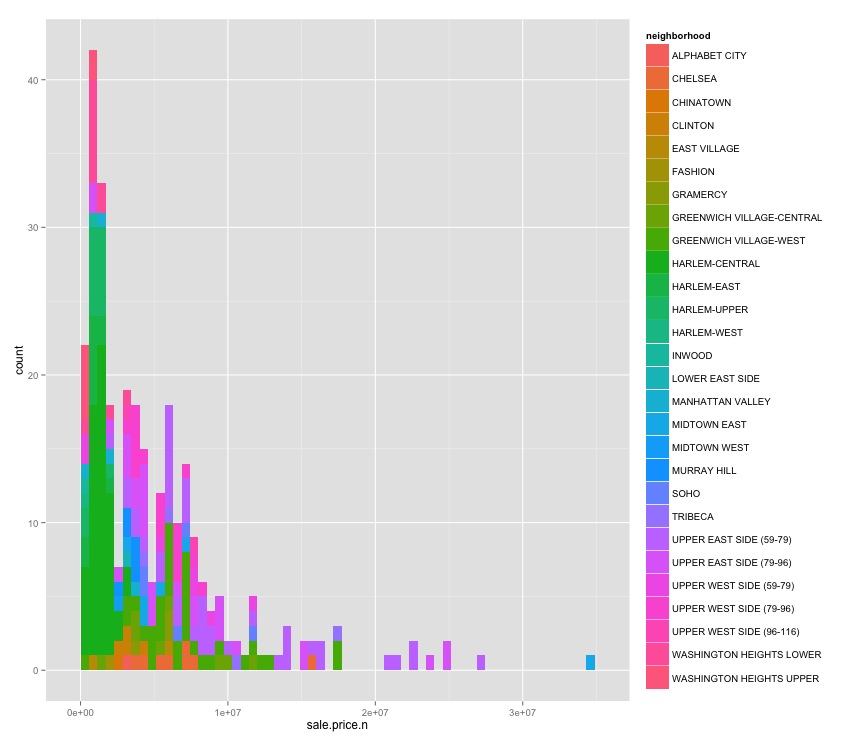 neighborhood
ALPHABET CITY
CHELSEA
CHINATOWN
CLINTON
EAST VILLAGE
FASHION
GRAMERCY
GREENWICH VILLAGE-CENTRAL
GREENWICH VILLAGE-WEST
HARLEM-CENTRAL
HARLEM-EAST
HARLEM-UPPER
HARLEM-WEST
INWOOD
LOWER EAST SIDE
MANHATTAN VALLEY
MIDTOWN EAST
MIDTOWN WEST
MURRAY HILL
SOHO
TRIBECA
UPPER EAST SIDE (59-79)
UPPER EAST SIDE (79-96)
UPPER WEST SIDE (59-79)
UPPER WEST SIDE (79-96)
UPPER WEST SIDE (96-116)
WASHINGTON HEIGHTS LOWER
WASHINGTON HEIGHTS UPPER
count
40
30
20
10
0
0e+00 1e+07 2e+07 3e+07
sale.price.n